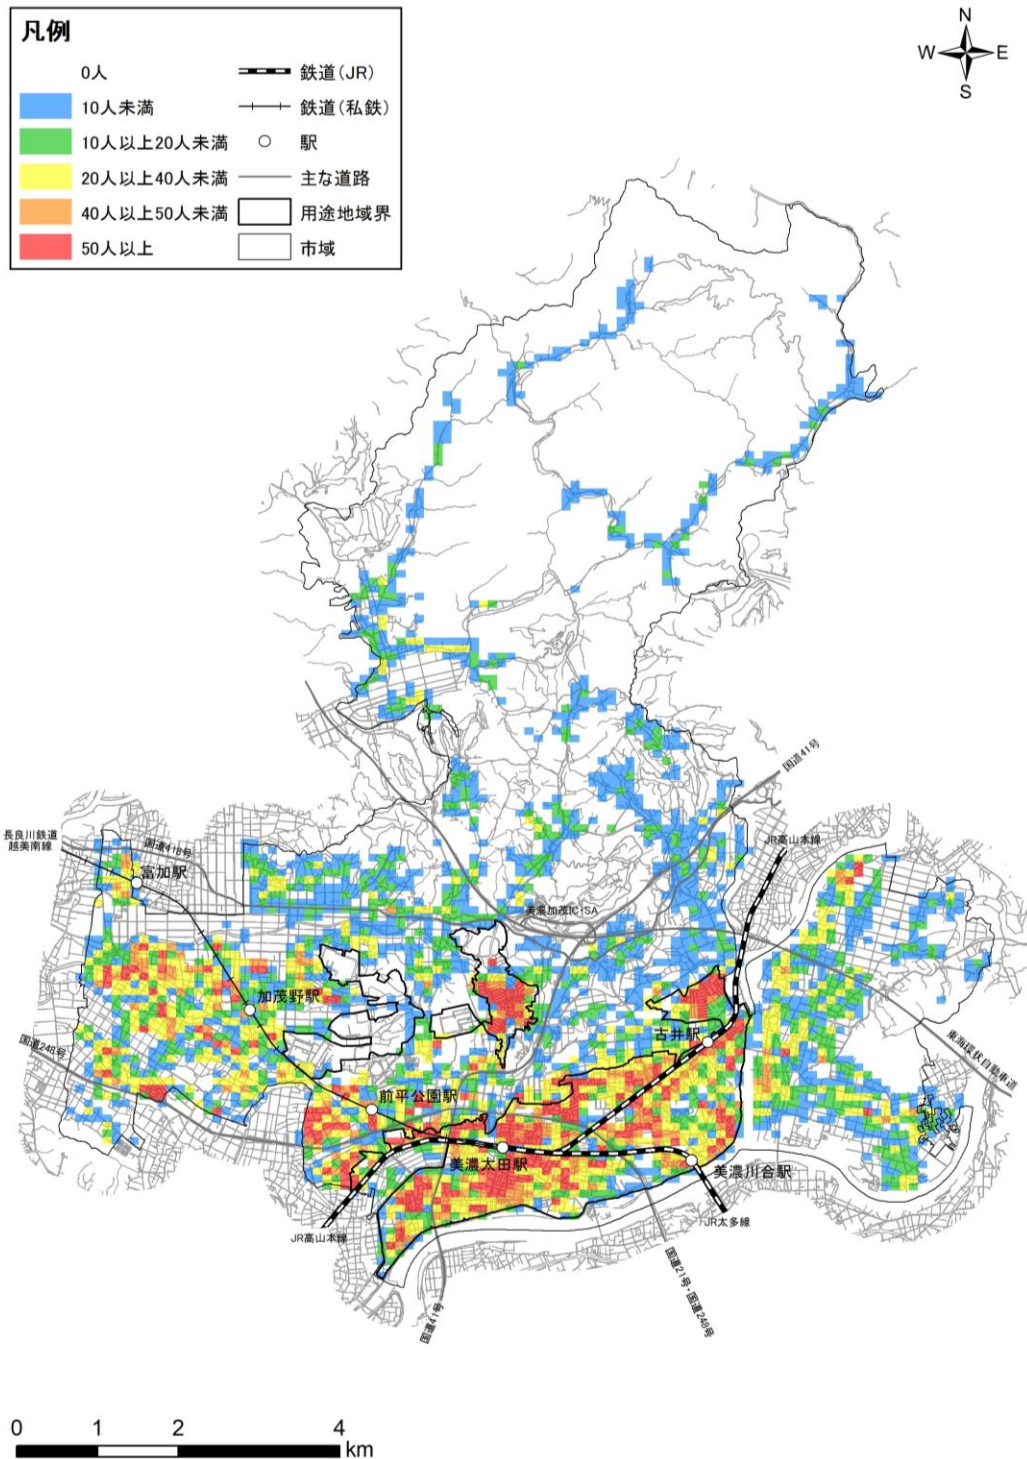 凡例
0人
10人未満
10人以上20人未満
20人以上40人未満
40人以上50人未満
50人以上
鉄道(JR)
鉄道(私鉄)
駅
主な道路
用途地域界
市域
N
W
E
S
国道41号
JR高山本線
長良川鉄道
越美南線
国道418号
富加駅
美濃加茂IC・SA
加茂野駅
古井駅
国道248号
東海環状自動車道
前平公園駅
美濃太田駅
美濃川合駅
JR高山本線
JR太多線
国道41号
国道21号・国道248号
0 1 2 4
km